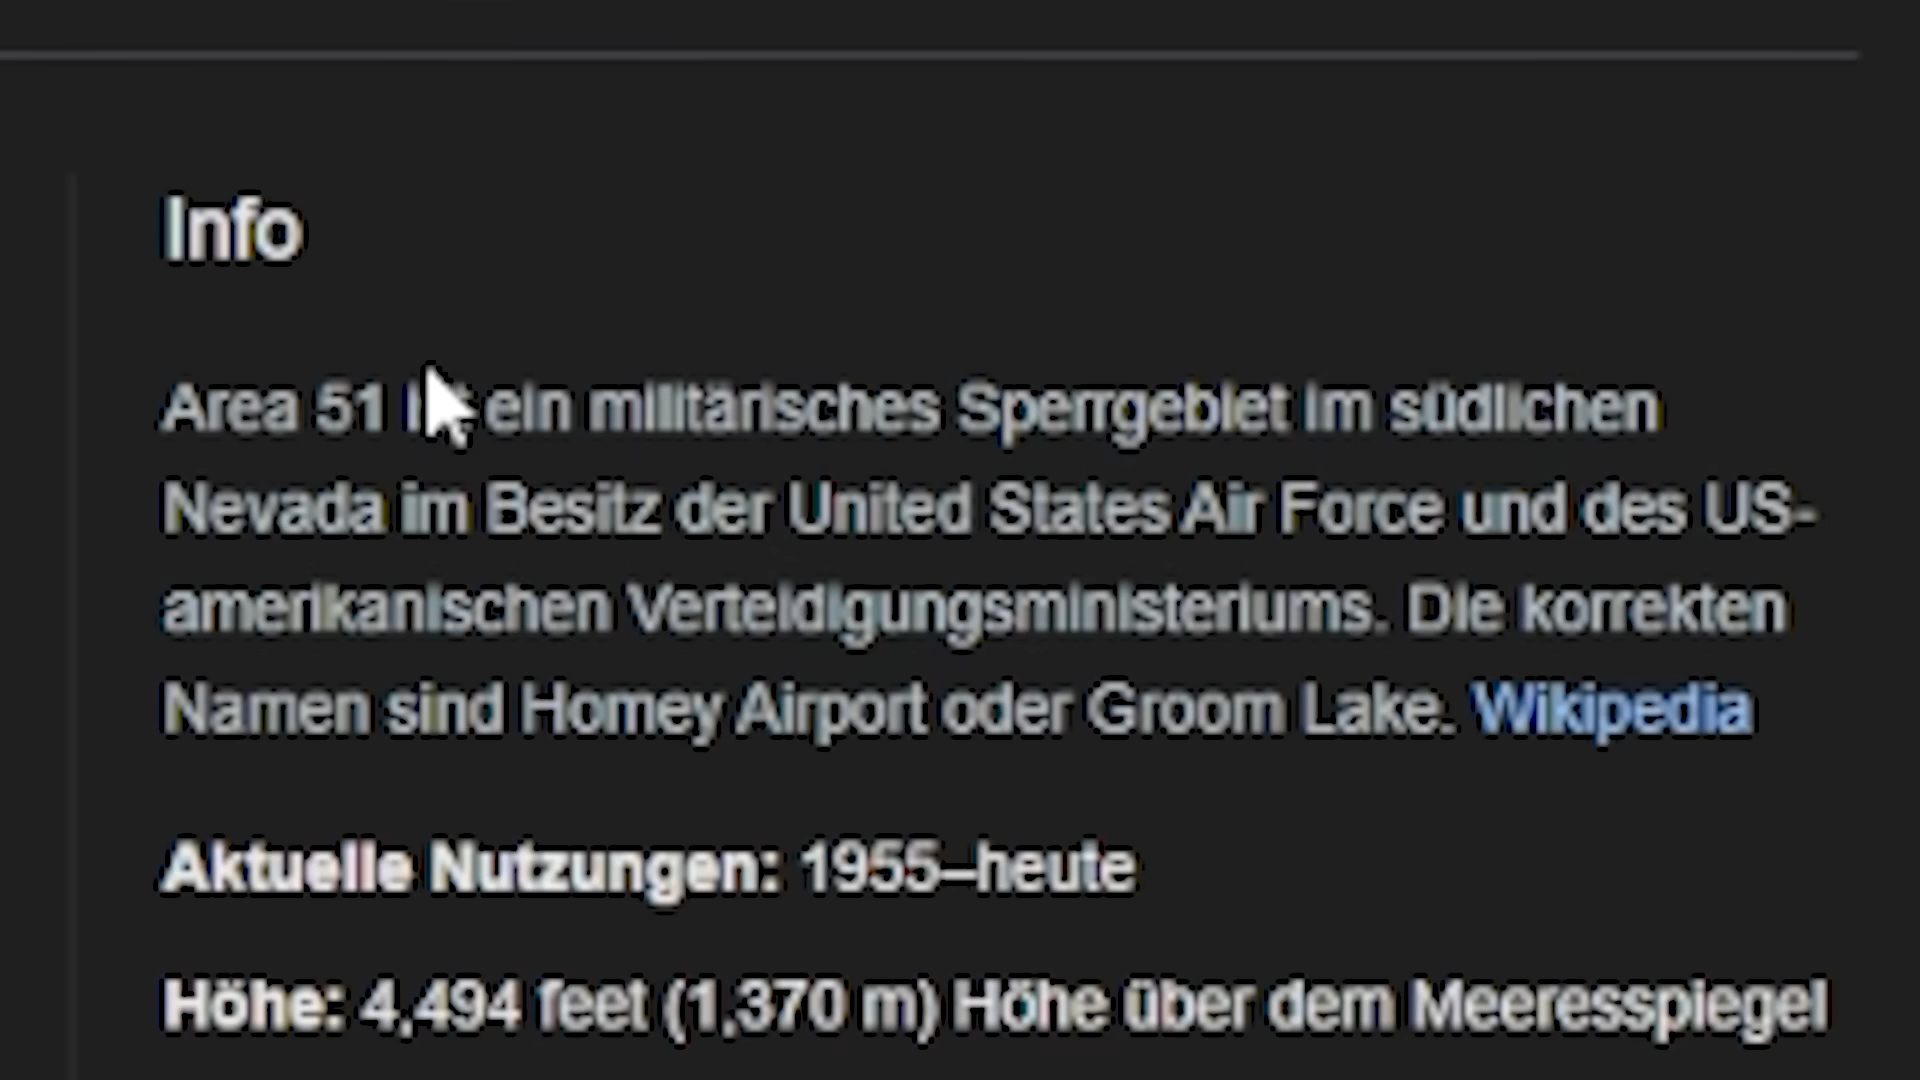 Info
Area 51 ist ein militärisches Sperrgebiet im südlichen
Nevada im Besitz der United States Air Force und des US-
amerikanischen Verteidigungsministeriums. Die korrekten
Namen sind Homey Airport oder Groom Lake. Wikipedia
Aktuelle Nutzungen: 1955–heute
Höhe: 4,494 feet (1,370 m) Höhe über dem Meeresspiegel